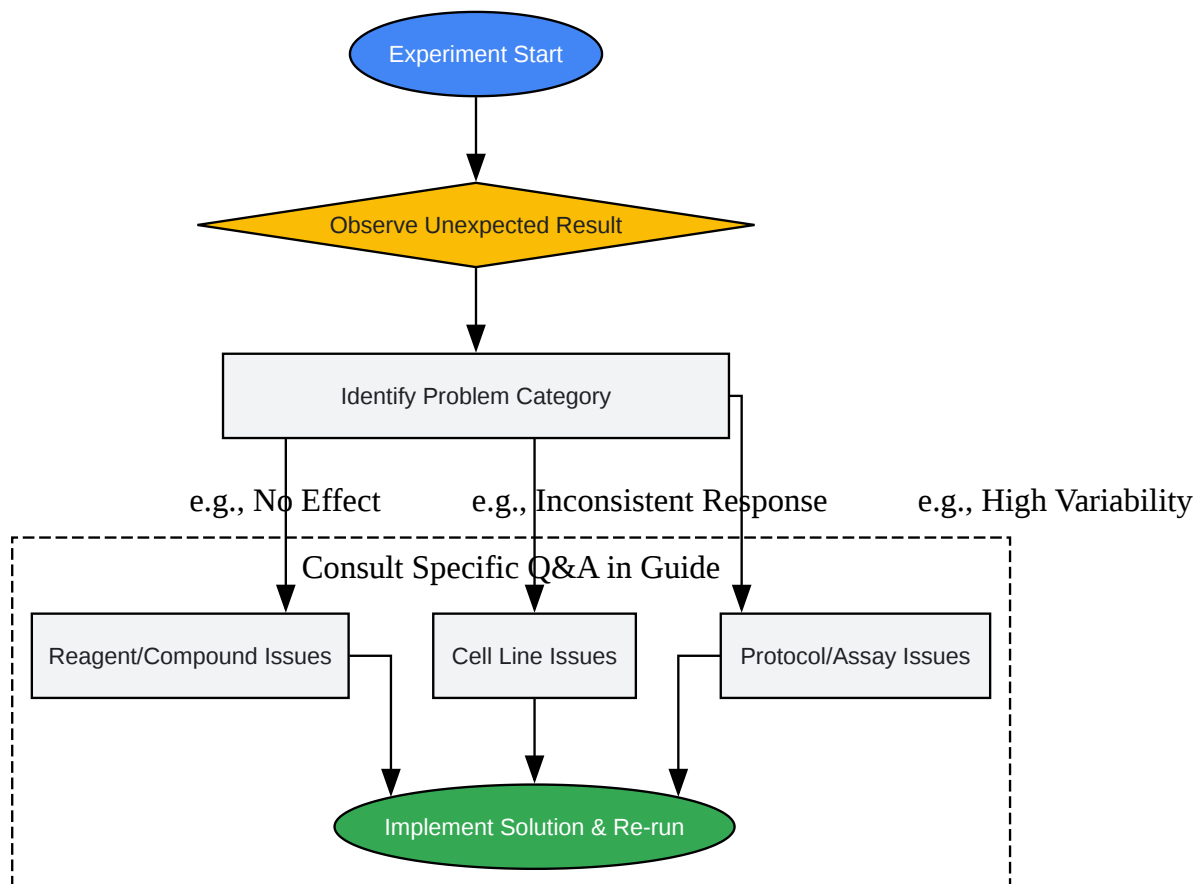 Experiment Start
Observe Unexpected Result
Identify Problem Category
e.g., No Effect
e.g., Inconsistent Response
e.g., High Variability
Consult Specific Q&A in Guide
Reagent/Compound Issues
Cell Line Issues
Protocol/Assay Issues
Implement Solution & Re-run